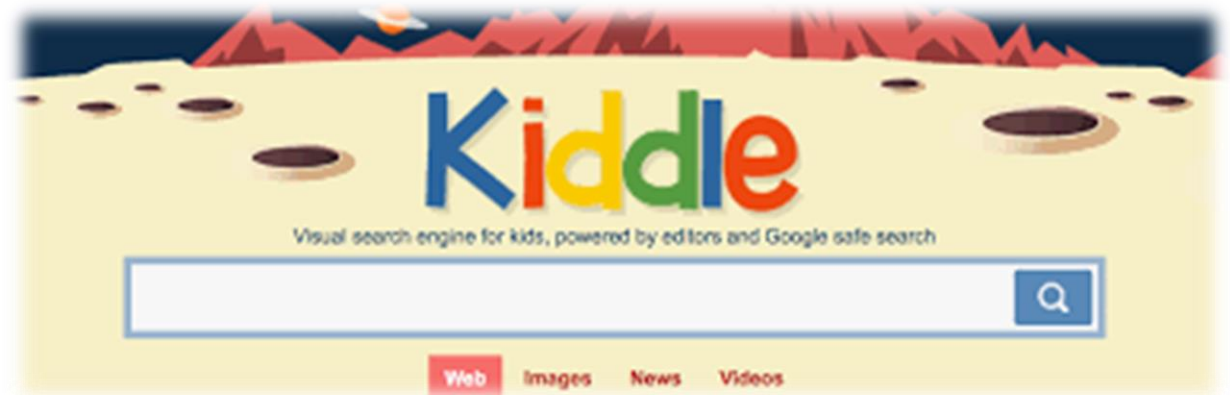 Kiddle
Visual search engine for kids, powered by editors and Google safe search
Web Images News Videos